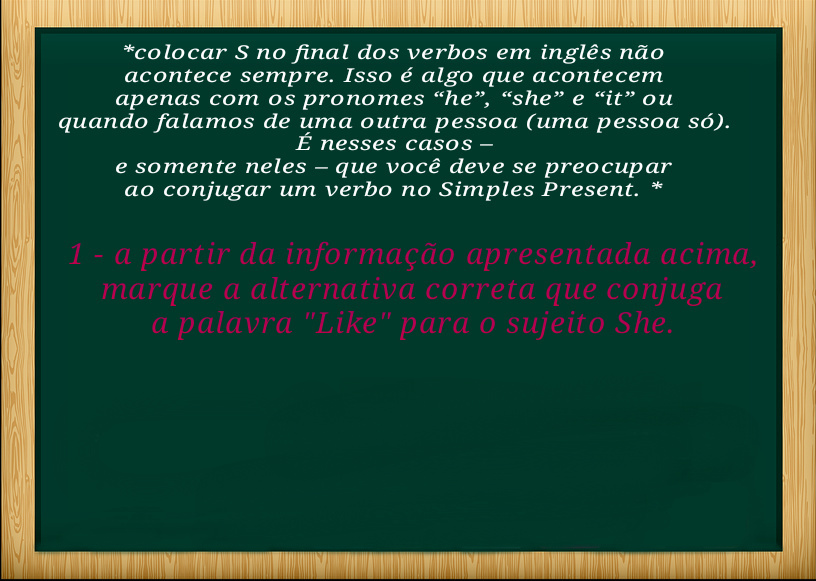 *colocar S no final dos verbos em inglês não
acontece sempre. Isso é algo que acontecem
apenas com os pronomes “he”, “she” e “it” ou
quando falamos de uma outra pessoa (uma pessoa só).
É nesses casos –
e somente neles – que você deve se preocupar
ao conjugar um verbo no Simples Present. *
1 - a partir da informação apresentada acima,
marque a alternativa correta que conjuga
a palavra "Like" para o sujeito She.